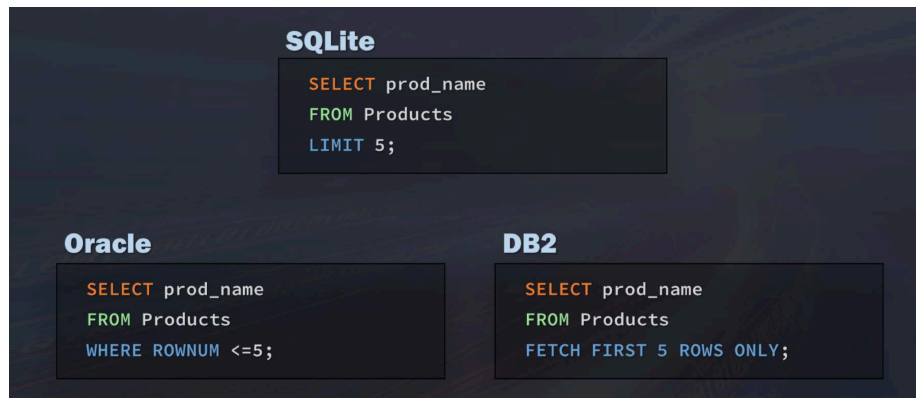 SQLite
SELECT prod_name
FROM Products
LIMIT 5;
Oracle
SELECT prod_name
FROM Products
WHERE ROWNUM <=5;
DB2
SELECT prod_name
FROM Products
FETCH FIRST 5 ROWS ONLY;